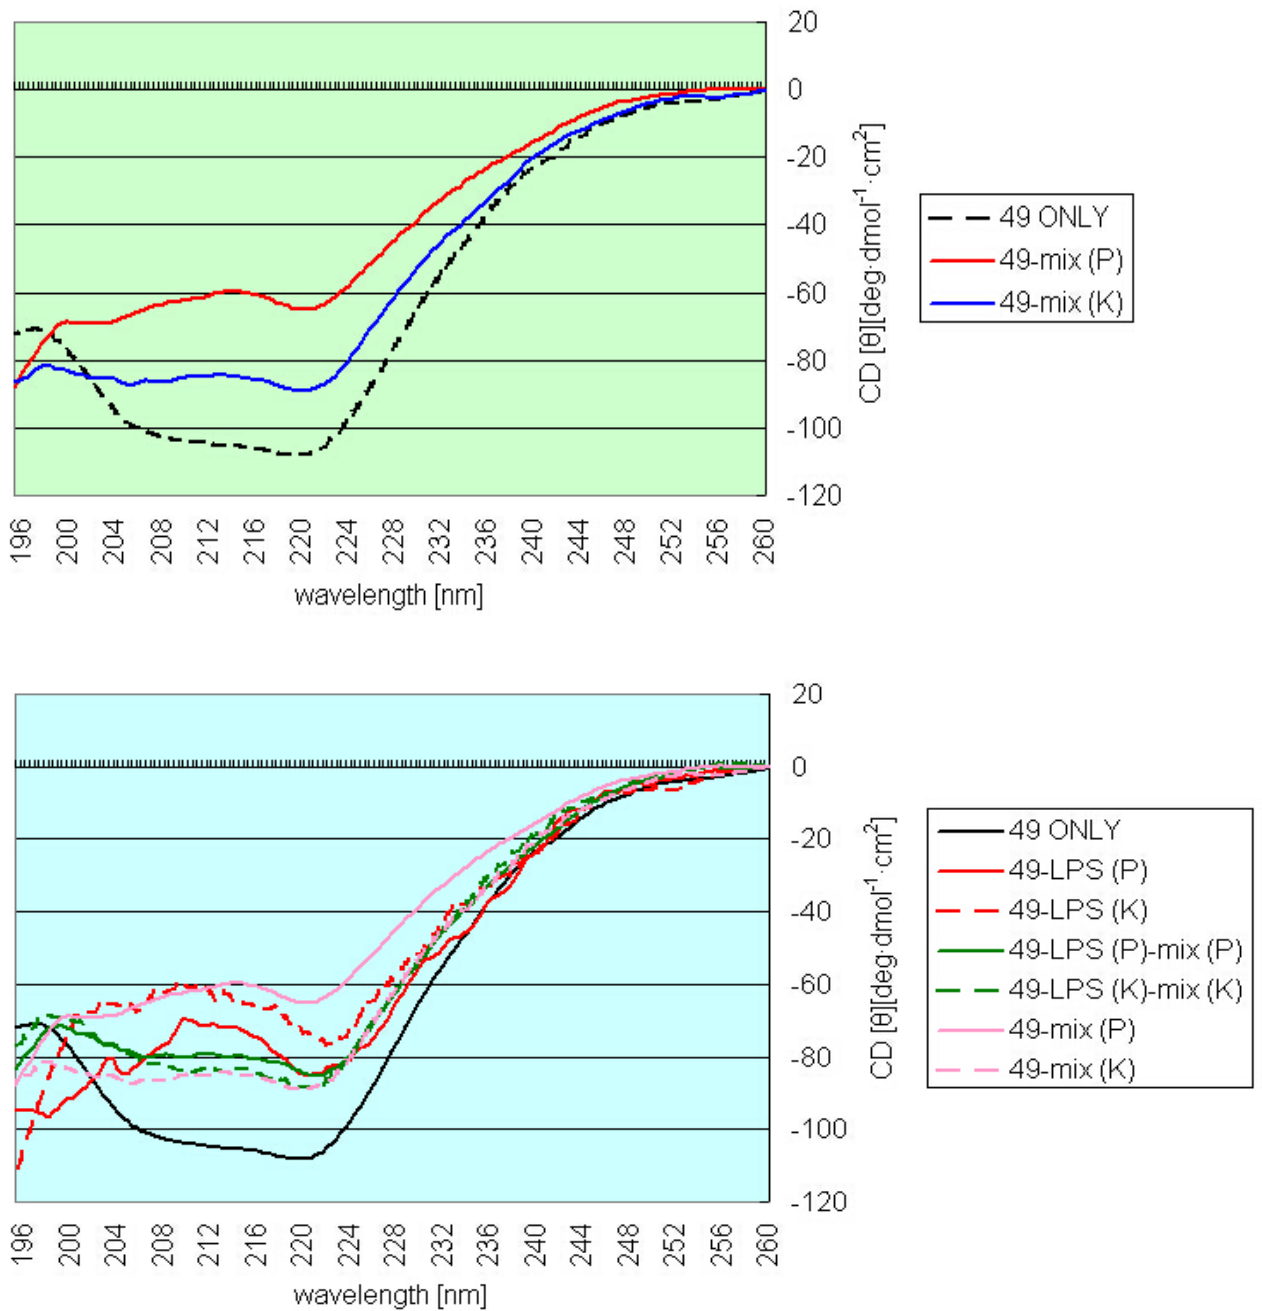 20
0
-20
-40
-60
-80
-100
-120
CD [θ][deg·dmol⁻¹·cm²]
196 200 204 208 212 216 220 224 228 232 236 240 244 248 252 256 260
wavelength [nm]
49 ONLY
49-mix (P)
49-mix (K)
20
0
-20
-40
-60
-80
-100
-120
CD [θ][deg·dmol⁻¹·cm²]
196 200 204 208 212 216 220 224 228 232 236 240 244 248 252 256 260
wavelength [nm]
49 ONLY
49-LPS (P)
49-LPS (K)
49-LPS (P)-mix (P)
49-LPS (K)-mix (K)
49-mix (P)
49-mix (K)